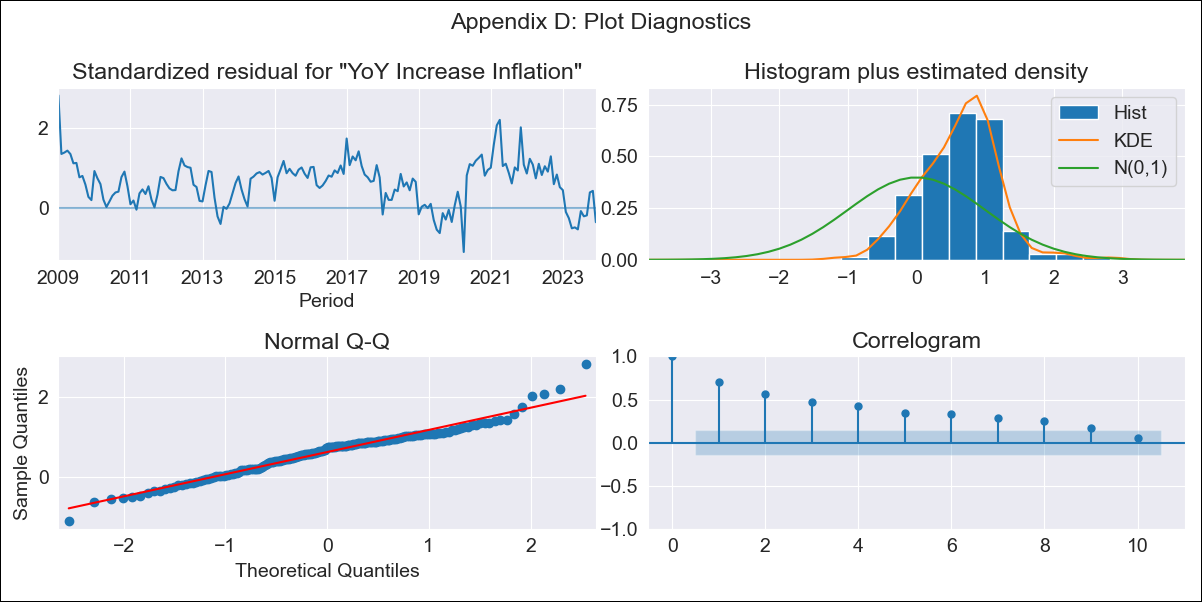 Appendix D: Plot Diagnostics
Standardized residual for "YoY Increase Inflation"
2
0
2009 2011 2013 2015 2017 2019 2021 2023
Period
Histogram plus estimated density
0.75
0.50
0.25
0.00
Hist
KDE
N(0,1)
−3 −2 −1 0 1 2 3
Normal Q-Q
Sample Quantiles
2
0
−2 −1 0 1 2
Theoretical Quantiles
Correlogram
1.0
0.5
0.0
−0.5
−1.0
0 2 4 6 8 10